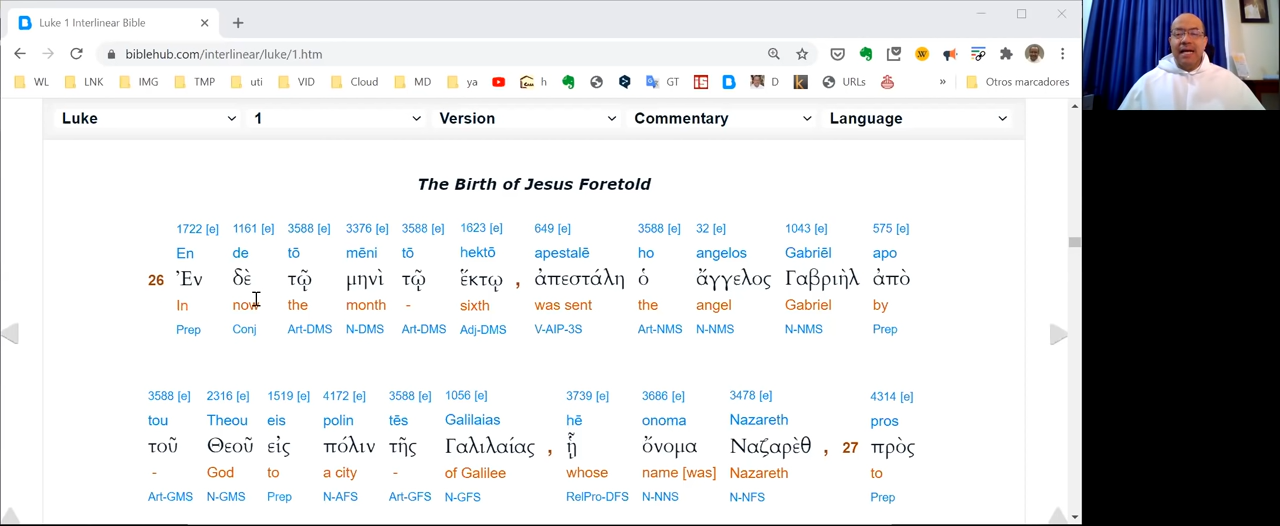 Luke 1 Interlinear Bible
biblehub.com/interlinear/luke/1.htm
WL LNK IMG TMP uti VID Cloud MD ya h GT D k URLs Otros marcadores
Luke 1 Version Commentary Language
The Birth of Jesus Foretold
1722 [e] 1161 [e] 3588 [e] 3376 [e] 3588 [e] 1623 [e] 649 [e] 3588 [e] 32 [e] 1043 [e] 575 [e]
En de tō mēni tō hektō apestalē ho angelos Gabriēl apo
26 Ἐν δὲ τῷ μηνὶ τῷ ἕκτῳ , ἀπεστάλη ὁ ἄγγελος Γαβριὴλ ἀπὸ
In now the month - sixth was sent the angel Gabriel by
Prep Conj Art-DMS N-DMS Art-DMS Adj-DMS V-AIP-3S Art-NMS N-NMS N-NMS Prep
3588 [e] 2316 [e] 1519 [e] 4172 [e] 3588 [e] 1056 [e] 3739 [e] 3686 [e] 3478 [e] 4314 [e]
tou Theou eis polin tēs Galilaias hē onoma Nazareth pros
τοῦ Θεοῦ εἰς πόλιν τῆς Γαλιλαίας , ᾗ ὄνομα Ναζαρὲθ , 27 πρὸς
- God to a city - of Galilee whose name [was] Nazareth to
Art-GMS N-GMS Prep N-AFS Art-GFS N-GFS RelPro-DFS N-NNS N-NFS Prep